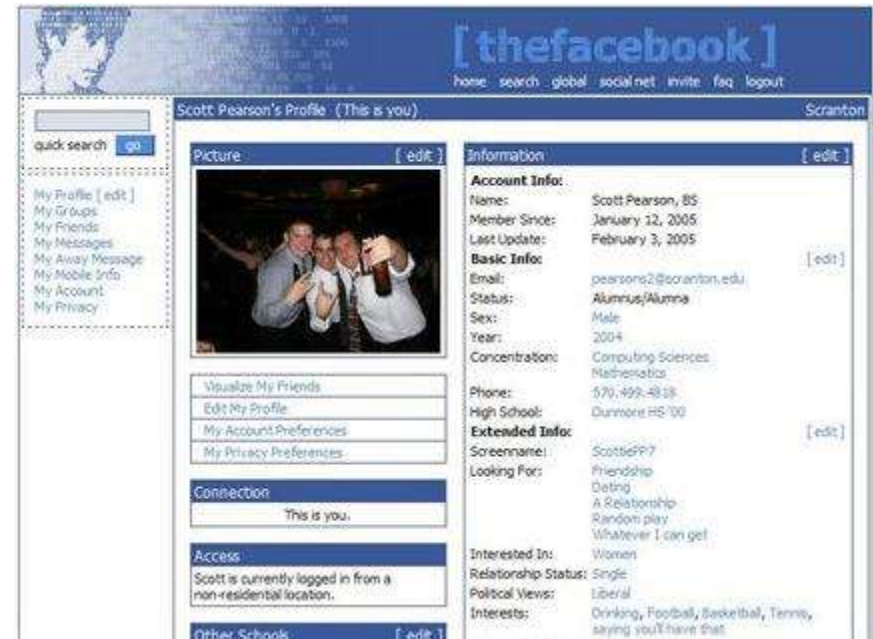 [ thefacebook ]
home search global social net invite faq logout
quick search go
My Profile [ edit ]
My Groups
My Friends
My Messages
My Away Message
My Mobile Info
My Account
My Privacy
Scott Pearson's Profile (This is you) Scranton
Picture [ edit ]
Visualize My Friends
Edit My Profile
My Account Preferences
My Privacy Preferences
Connection
This is you.
Access
Scott is currently logged in from a
non-residential location.
Other Schools [ edit ]
Information [ edit ]
Account Info:
Name: Scott Pearson, BS
Member Since: January 12, 2005
Last Update: February 3, 2005
Basic Info: [ edit ]
Email: pearsons2@scranton.edu
Status: Alumnus/Alumna
Sex: Male
Year: 2004
Concentration: Computing Sciences
Mathematics
Phone: 570.499.4818
High School: Dunmore HS '00
Extended Info: [ edit ]
Screenname: ScottiePP7
Looking For: Friendship
Dating
A Relationship
Random play
Whatever I can get
Interested In: Women
Relationship Status: Single
Political Views: Liberal
Interests: Drinking, Football, Basketball, Tennis,
saying you'll have that